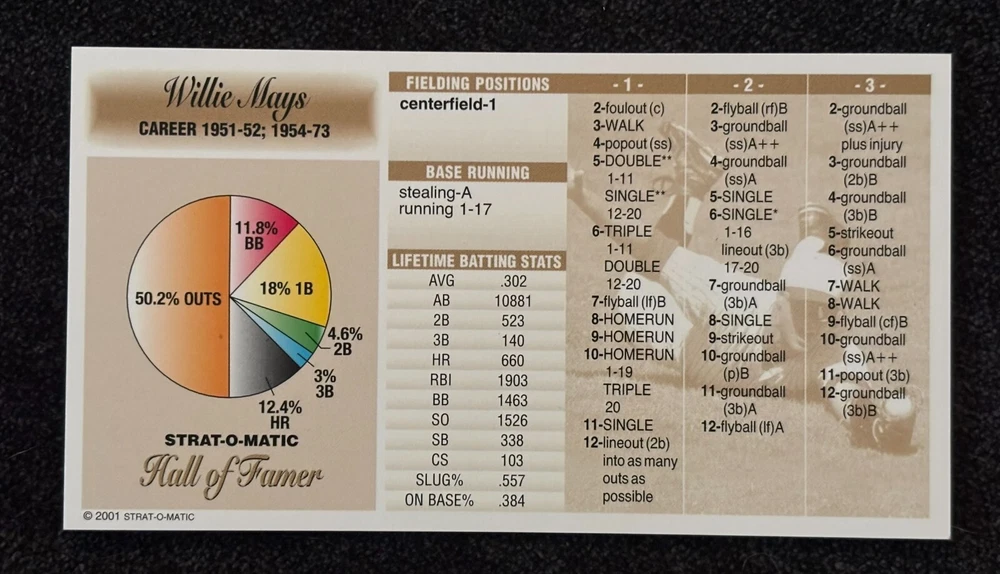 Willie Mays
CAREER 1951-52; 1954-73
11.8%
BB
18% 1B
50.2% OUTS
4.6%
2B
3%
3B
12.4%
HR
STRAT-O-MATIC
Hall of Famer
© 2001 STRAT-O-MATIC
FIELDING POSITIONS
centerfield-1
BASE RUNNING
stealing-A
running 1-17
LIFETIME BATTING STATS
AVG .302
AB 10881
2B 523
3B 140
HR 660
RBI 1903
BB 1463
SO 1526
SB 338
CS 103
SLUG% .557
ON BASE% .384
- 1 -
2-foulout (c)
3-WALK
4-popout (ss)
5-DOUBLE**
1-11
SINGLE**
12-20
6-TRIPLE
1-11
DOUBLE
12-20
7-flyball (lf)B
8-HOMERUN
9-HOMERUN
10-HOMERUN
1-19
TRIPLE
20
11-SINGLE
12-lineout (2b)
into as many
outs as
possible
- 2 -
2-flyball (rf)B
3-groundball
(ss)A++
4-groundball
(ss)A
5-SINGLE
6-SINGLE*
1-16
lineout (3b)
17-20
7-groundball
(3b)A
8-SINGLE
9-strikeout
10-groundball
(p)B
11-groundball
(3b)A
12-flyball (lf)A
- 3 -
2-groundball
(ss)A++
plus injury
3-groundball
(2b)B
4-groundball
(3b)B
5-strikeout
6-groundball
(ss)A
7-WALK
8-WALK
9-flyball (cf)B
10-groundball
(ss)A++
11-popout (3b)
12-groundball
(3b)B